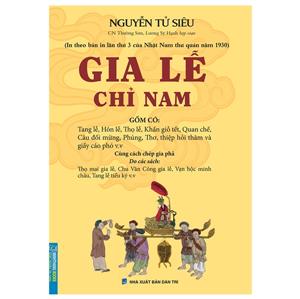 NGUYỄN TỬ SIÊU
CN Thường Sơn, Lương Sỹ Hạnh hợp soạn
(In theo bản in lần thứ 3 của Nhật Nam thư quán năm 1930)
GIA LỄ
CHỈ NAM
GỒM CÓ:
Tang lễ, Hôn lễ, Thọ lễ, Khấn giỗ tết, Quan chế,
Câu đối mừng, Phúng, Thơ, thiệp hỏi thăm và
giấy cáo phó v.v
Cùng cách chép gia phả
Do các sách:
Thọ mai gia lễ, Chu Văn Công gia lễ, Vạn học minh
châu, Tang lễ tiểu ký v.v
NHÀ XUẤT BẢN DÂN TRÍ